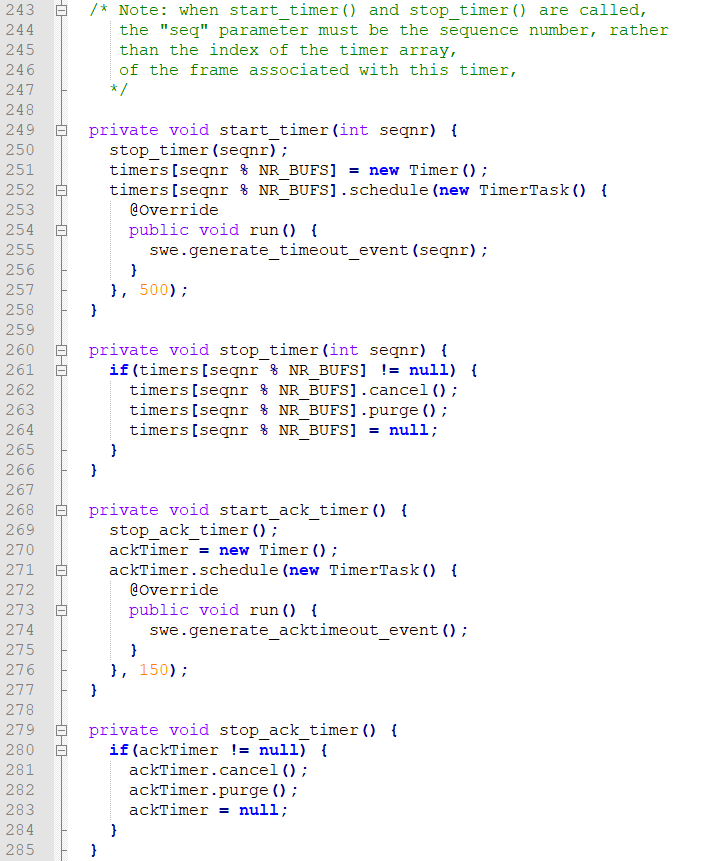 243 /* Note: when start_timer() and stop_timer() are called,
244 the "seq" parameter must be the sequence number, rather
245 than the index of the timer array,
246 of the frame associated with this timer,
247 */
248
249 private void start_timer(int seqnr) {
250 stop_timer(seqnr);
251 timers[seqnr % NR_BUFS] = new Timer();
252 timers[seqnr % NR_BUFS].schedule(new TimerTask() {
253 @Override
254 public void run() {
255 swe.generate_timeout_event(seqnr);
256 }
257 }, 500);
258 }
259
260 private void stop_timer(int seqnr) {
261 if(timers[seqnr % NR_BUFS] != null) {
262 timers[seqnr % NR_BUFS].cancel();
263 timers[seqnr % NR_BUFS].purge();
264 timers[seqnr % NR_BUFS] = null;
265 }
266 }
267
268 private void start_ack_timer() {
269 stop_ack_timer();
270 ackTimer = new Timer();
271 ackTimer.schedule(new TimerTask() {
272 @Override
273 public void run() {
274 swe.generate_acktimeout_event();
275 }
276 }, 150);
277 }
278
279 private void stop_ack_timer() {
280 if(ackTimer != null) {
281 ackTimer.cancel();
282 ackTimer.purge();
283 ackTimer = null;
284 }
285 }